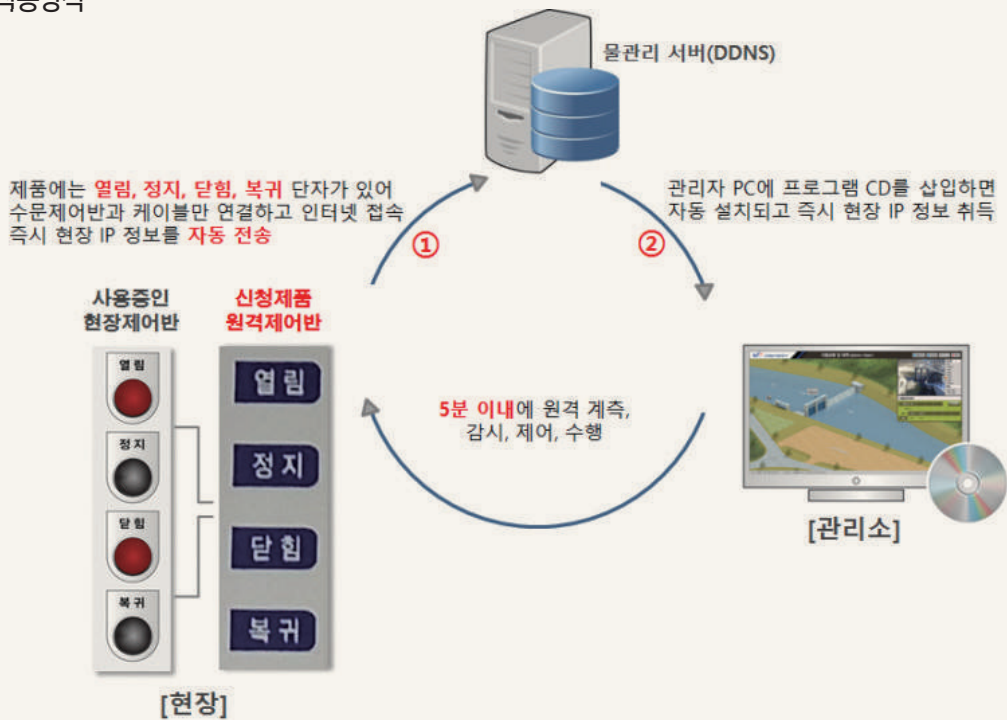 물관리 서버(DDNS)
제품에는 열림, 정지, 닫힘, 복귀 단자가 있어
수문제어반과 케이블만 연결하고 인터넷 접속
즉시 현장 IP 정보를 자동 전송
①
②
관리자 PC에 프로그램 CD를 삽입하면
자동 설치되고 즉시 현장 IP 정보 취득
사용중인
현장제어반
신청제품
원격제어반
열림
정지
닫힘
복귀
열림
정지
닫힘
복귀
5분 이내에 원격 계측,
감시, 제어, 수행
[관리소]
[현장]